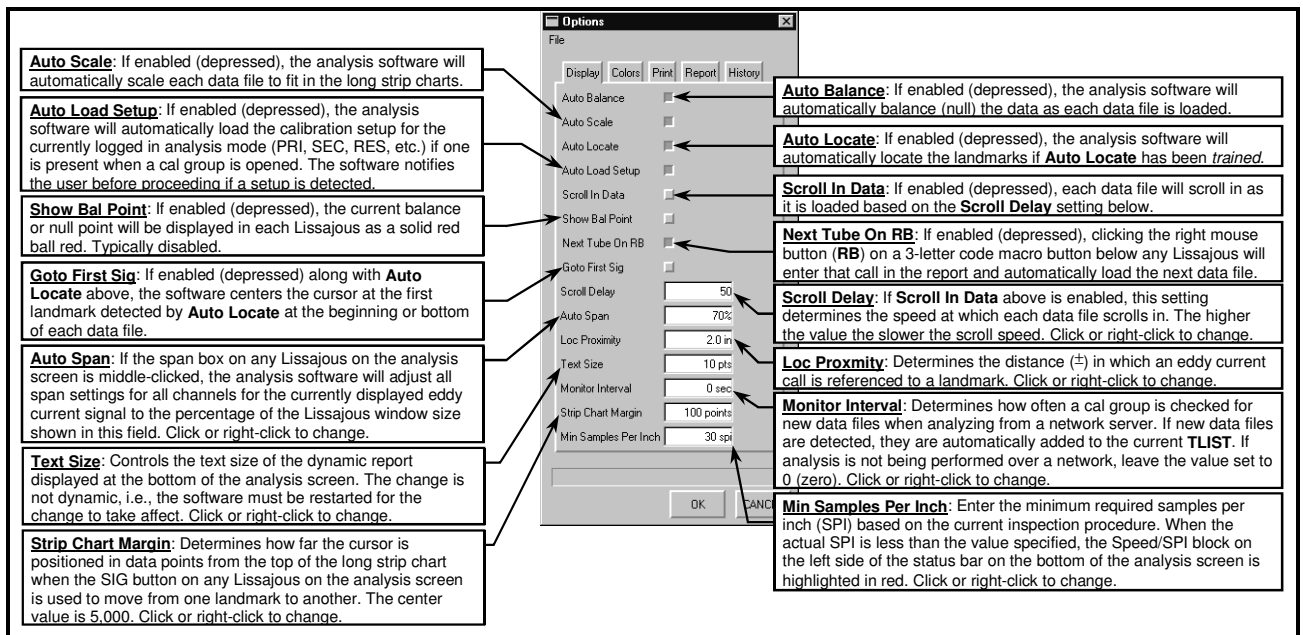 Options
File
Display Colors Print Report History
Auto Balance
Auto Scale
Auto Locate
Auto Load Setup
Scroll In Data
Show Bal Point
Next Tube On RB
Goto First Sig
Scroll Delay 50
Auto Span 70%
Loc Proximity 2.0 in
Text Size 10 pts
Monitor Interval 0 sec
Strip Chart Margin 100 points
Min Samples Per Inch 30 spi
OK CANC
Auto Scale: If enabled (depressed), the analysis software will
automatically scale each data file to fit in the long strip charts.
Auto Load Setup: If enabled (depressed), the analysis
software will automatically load the calibration setup for the
currently logged in analysis mode (PRI, SEC, RES, etc.) if one
is present when a cal group is opened. The software notifies
the user before proceeding if a setup is detected.
Show Bal Point: If enabled (depressed), the current balance
or null point will be displayed in each Lissajous as a solid red
ball red. Typically disabled.
Goto First Sig: If enabled (depressed) along with Auto
Locate above, the software centers the cursor at the first
landmark detected by Auto Locate at the beginning or bottom
of each data file.
Auto Span: If the span box on any Lissajous on the analysis
screen is middle-clicked, the analysis software will adjust all
span settings for all channels for the currently displayed eddy
current signal to the percentage of the Lissajous window size
shown in this field. Click or right-click to change.
Text Size: Controls the text size of the dynamic report
displayed at the bottom of the analysis screen. The change is
not dynamic, i.e., the software must be restarted for the
change to take affect. Click or right-click to change.
Strip Chart Margin: Determines how far the cursor is
positioned in data points from the top of the long strip chart
when the SIG button on any Lissajous on the analysis screen
is used to move from one landmark to another. The center
value is 5,000. Click or right-click to change.
Auto Balance: If enabled (depressed), the analysis software will
automatically balance (null) the data as each data file is loaded.
Auto Locate: If enabled (depressed), the analysis software will
automatically locate the landmarks if Auto Locate has been trained.
Scroll In Data: If enabled (depressed), each data file will scroll in as
it is loaded based on the Scroll Delay setting below.
Next Tube On RB: If enabled (depressed), clicking the right mouse
button (RB) on a 3-letter code macro button below any Lissajous will
enter that call in the report and automatically load the next data file.
Scroll Delay: If Scroll In Data above is enabled, this setting
determines the speed at which each data file scrolls in. The higher
the value the slower the scroll speed. Click or right-click to change.
Loc Proxmity: Determines the distance (±) in which an eddy current
call is referenced to a landmark. Click or right-click to change.
Monitor Interval: Determines how often a cal group is checked for
new data files when analyzing from a network server. If new data files
are detected, they are automatically added to the current TLIST. If
analysis is not being performed over a network, leave the value set to
0 (zero). Click or right-click to change.
Min Samples Per Inch: Enter the minimum required samples per
inch (SPI) based on the current inspection procedure. When the
actual SPI is less than the value specified, the Speed/SPI block on
the left side of the status bar on the bottom of the analysis screen is
highlighted in red. Click or right-click to change.